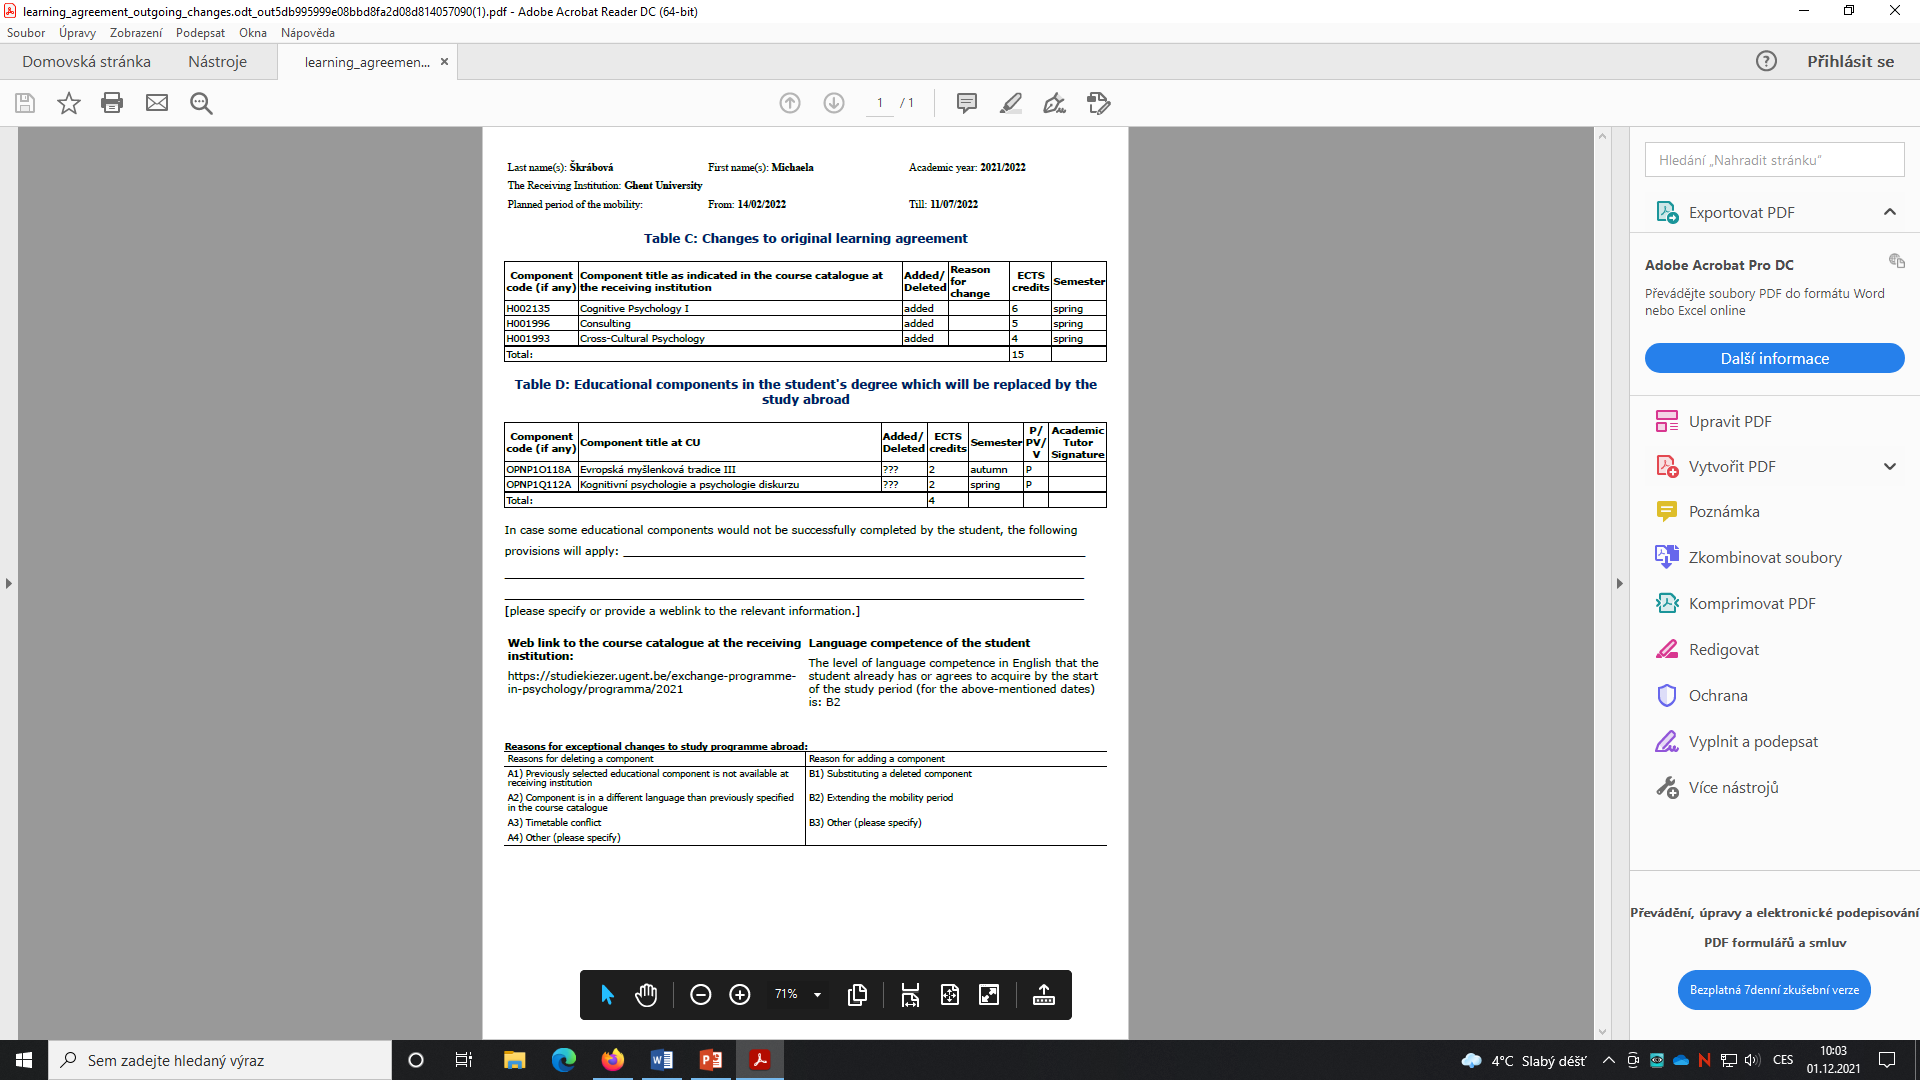 learning_agreement_outgoing_changes.odt_out5db995999e08bbd8fa2d08d814057090(1).pdf - Adobe Acrobat Reader DC (64-bit)
Soubor Úpravy Zobrazení Podepsat Okna Nápověda
Domovská stránka Nástroje learning_agreemen... × Přihlásit se
1 / 1
Last name(s): Škrábová First name(s): Michaela Academic year: 2021/2022
The Receiving Institution: Ghent University
Planned period of the mobility: From: 14/02/2022 Till: 11/07/2022
Table C: Changes to original learning agreement
Component code (if any) Component title as indicated in the course catalogue at the receiving institution Added/ Deleted Reason for change ECTS credits Semester
H002135 Cognitive Psychology I added 6 spring
H001996 Consulting added 5 spring
H001993 Cross-Cultural Psychology added 4 spring
Total: 15
Table D: Educational components in the student's degree which will be replaced by the
study abroad
Component code (if any) Component title at CU Added/ Deleted ECTS credits Semester P/ PV/ V Academic Tutor Signature
OPNP1O118A Evropská myšlenková tradice III ??? 2 autumn P
OPNP1Q112A Kognitivní psychologie a psychologie diskurzu ??? 2 spring P
Total: 4
In case some educational components would not be successfully completed by the student, the following
provisions will apply:
[please specify or provide a weblink to the relevant information.]
Web link to the course catalogue at the receiving
institution:
https://studiekiezer.ugent.be/exchange-programme-
in-psychology/programma/2021
Language competence of the student
The level of language competence in English that the
student already has or agrees to acquire by the start
of the study period (for the above-mentioned dates)
is: B2
Reasons for exceptional changes to study programme abroad:
Reasons for deleting a component Reason for adding a component
A1) Previously selected educational component is not available at
receiving institution
B1) Substituting a deleted component
A2) Component is in a different language than previously specified
in the course catalogue
B2) Extending the mobility period
A3) Timetable conflict B3) Other (please specify)
A4) Other (please specify)
71%
Hledání „Nahradit stránku"
Exportovat PDF
Adobe Acrobat Pro DC
Převádějte soubory PDF do formátu Word
nebo Excel online
Další informace
Upravit PDF
Vytvořit PDF
Poznámka
Zkombinovat soubory
Komprimovat PDF
Redigovat
Ochrana
Vyplnit a podepsat
Více nástrojů
Převádění, úpravy a elektronické podepisování
PDF formulářů a smluv
Bezplatná 7denní zkušební verze
Sem zadejte hledaný výraz
4°C Slabý déšť CES 10:03
01.12.2021